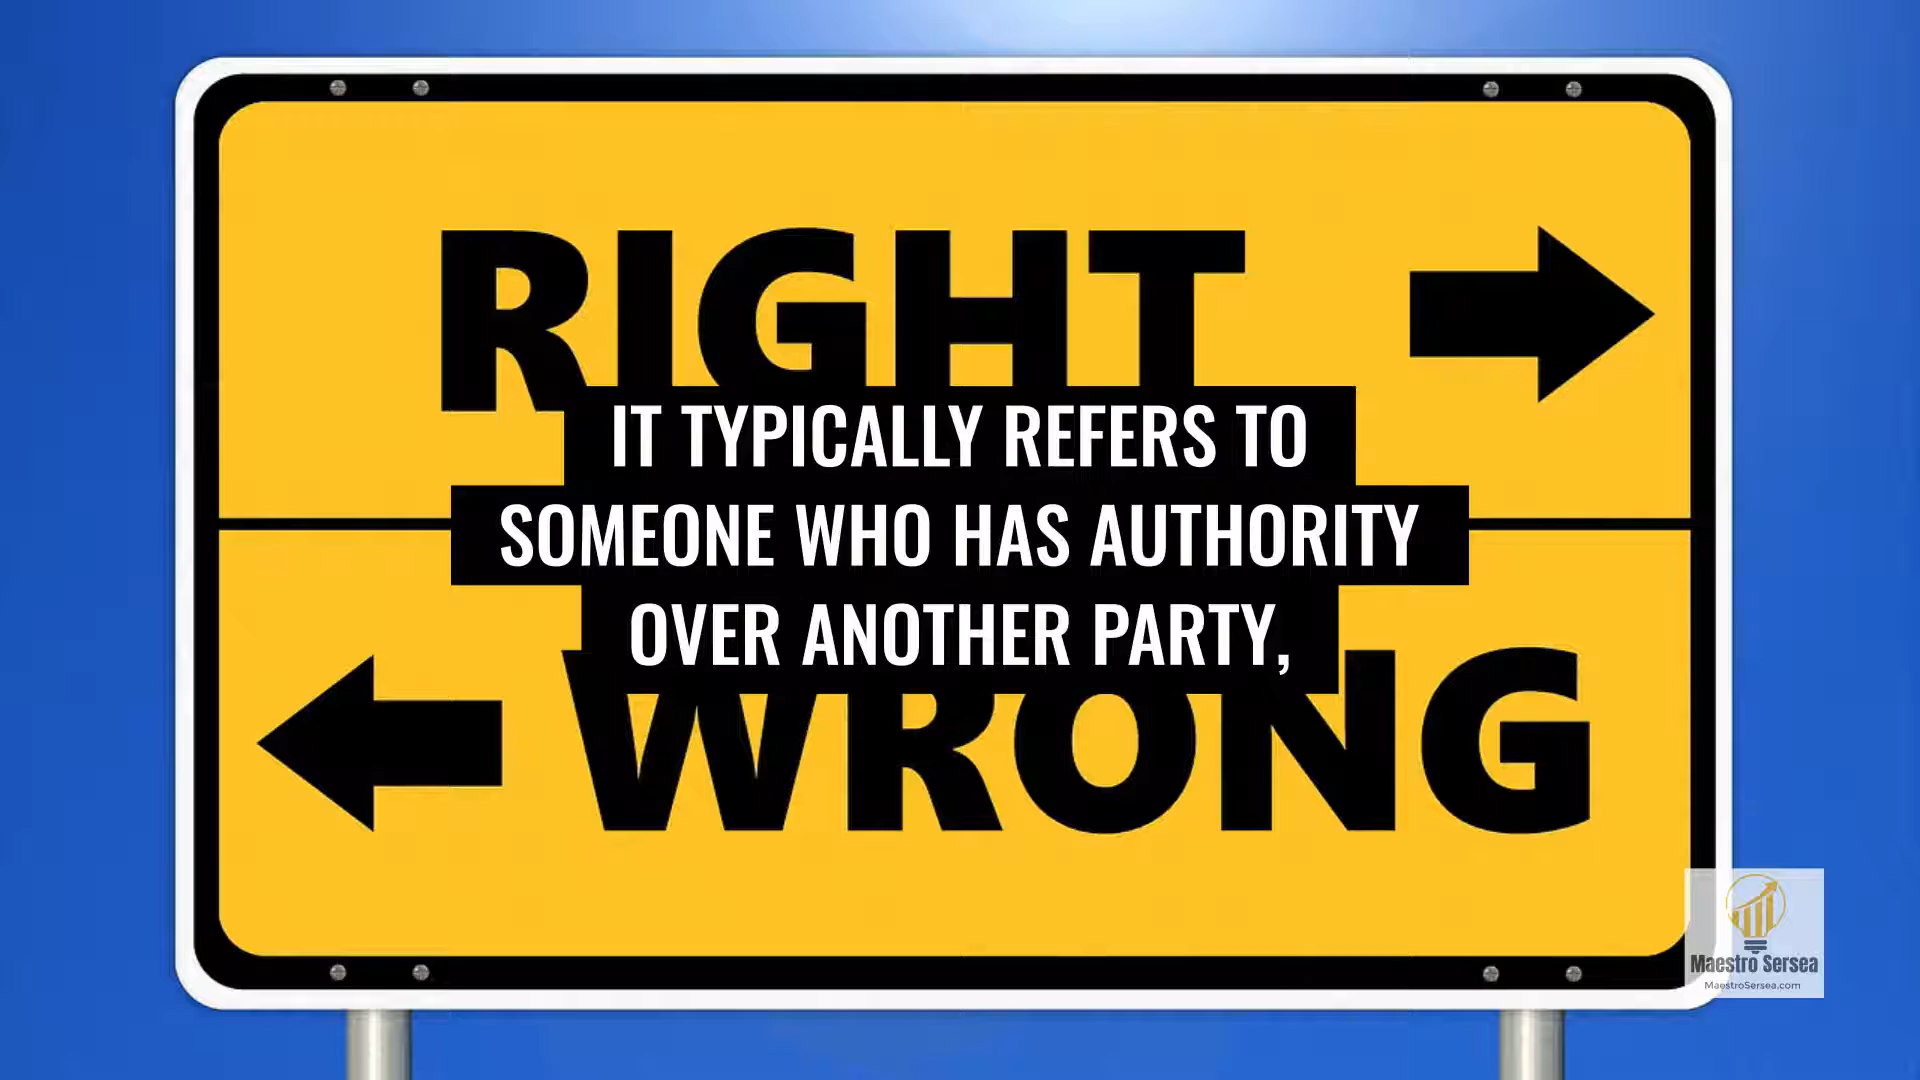 RIGHT
IT TYPICALLY REFERS TO
SOMEONE WHO HAS AUTHORITY
OVER ANOTHER PARTY,
WRONG
Maestro Sersea
MaestroSersea.com